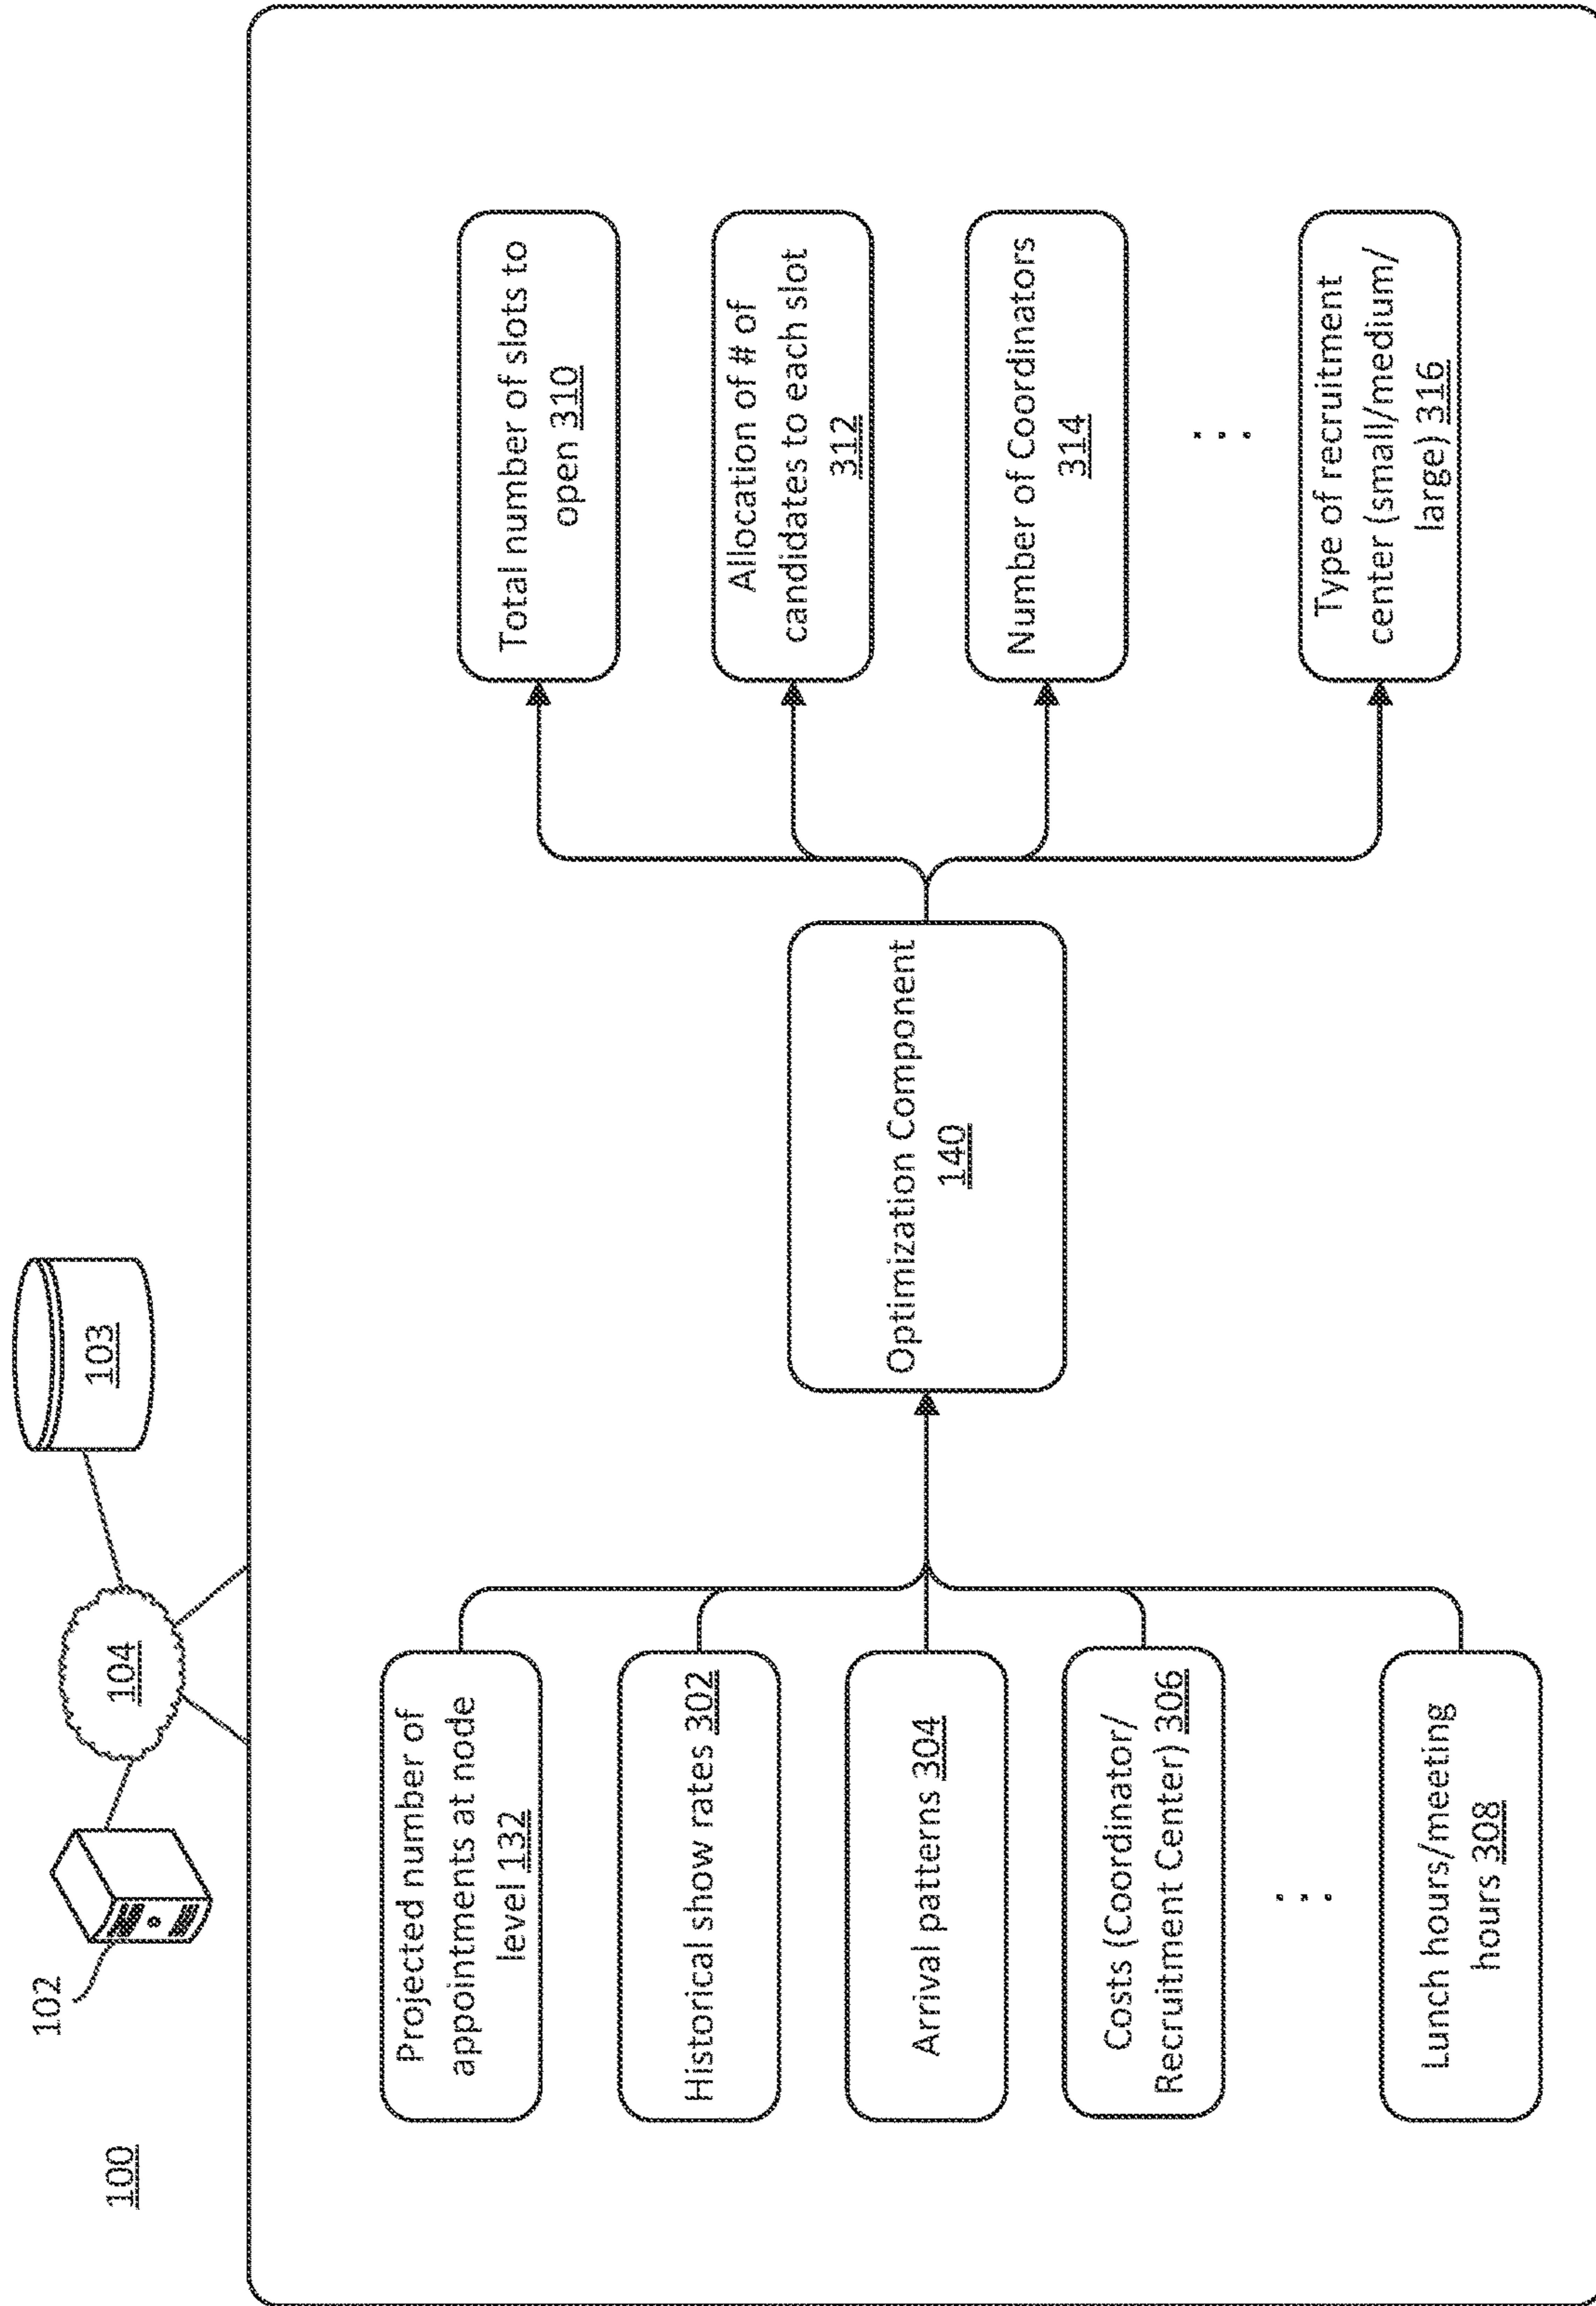 100
102
104
103
Projected number of
appointments at node
level 132
Historical show rates 302
Arrival patterns 304
Costs (Coordinator/
Recruitment Center) 306
Lunch hours/meeting
hours 308
Optimization Component
140
Total number of slots to
open 310
Allocation of # of
candidates to each slot
312
Number of Coordinators
314
Type of recruitment
center (small/medium/
large) 316